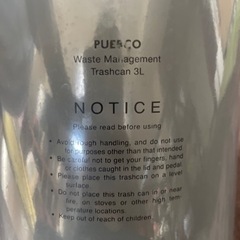 PUEBCO
Waste Management
Trashcan 3L
NOTICE
Please read before using
• Avoid rough handling, and do not use
for purposes other than that intended
• Be careful not to get your fingers, hand
or clothes caught in the lid and pedal
• Please place this trashcan on a level
surface
• Do not place this trash can in or near
fire, on stoves or other high tem-
perature locations.
• Keep out of reach of children